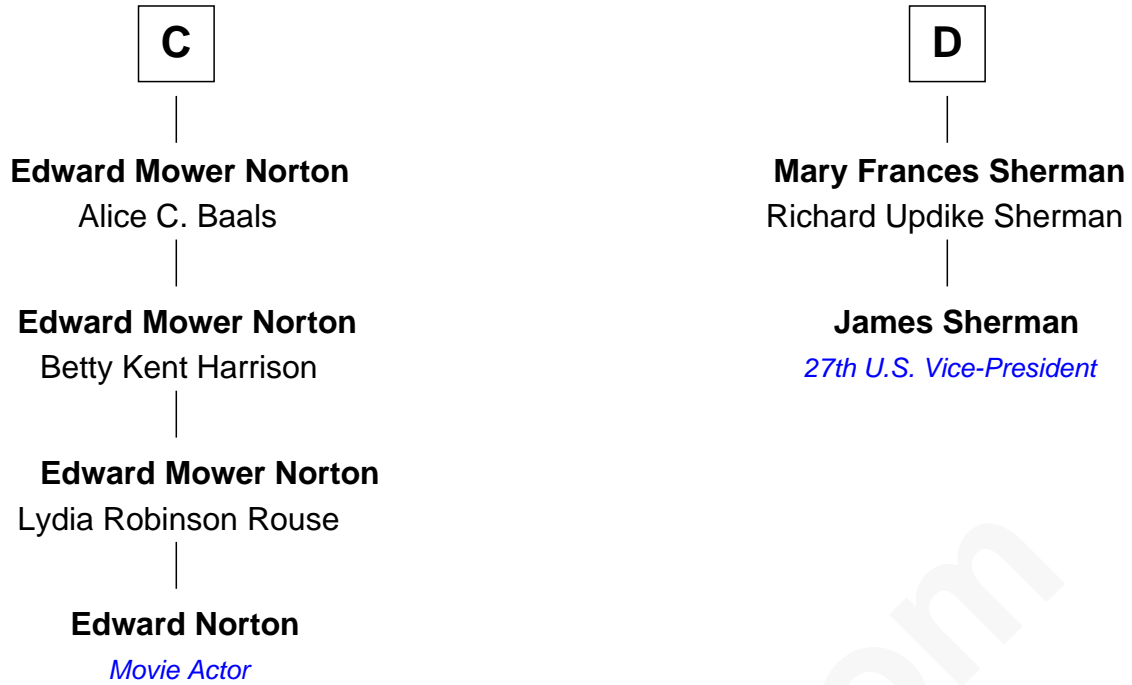 C
Edward Mower Norton
Alice C. Baals
Edward Mower Norton
Betty Kent Harrison
Edward Mower Norton
Lydia Robinson Rouse
Edward Norton
Movie Actor
D
Mary Frances Sherman
Richard Updike Sherman
James Sherman
27th U.S. Vice-President
om